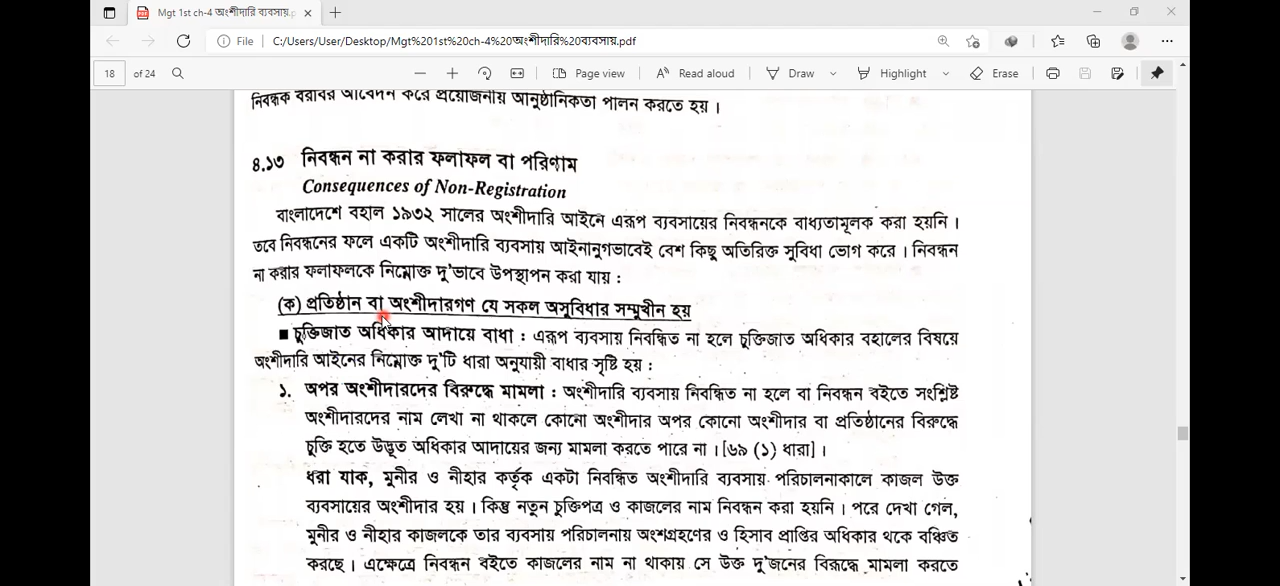 Mgt 1st ch-4 অংশীদারি ব্যবসায়.p
File C:/Users/User/Desktop/Mgt%201st%20ch-4%20অংশীদারি%20ব্যবসায়.pdf
18 of 24 Page view Read aloud Draw Highlight Erase
নিবন্ধক বরাবর আবেদন করে প্রয়োজনীয় আনুষ্ঠানিকতা পালন করতে হয় ।
৪.১৩ নিবন্ধন না করার ফলাফল বা পরিণাম
Consequences of Non-Registration
বাংলাদেশে বহাল ১৯৩২ সালের অংশীদারি আইনে এরূপ ব্যবসায়ের নিবন্ধনকে বাধ্যতামূলক করা হয়নি ।
তবে নিবন্ধনের ফলে একটি অংশীদারি ব্যবসায় আইনানুগভাবেই বেশ কিছু অতিরিক্ত সুবিধা ভোগ করে । নিবন্ধন
না করার ফলাফলকে নিম্নোক্ত দু'ভাবে উপস্থাপন করা যায় :
(ক) প্রতিষ্ঠান বা অংশীদারগণ যে সকল অসুবিধার সম্মুখীন হয়
■ চুক্তিজাত অধিকার আদায়ে বাধা : এরূপ ব্যবসায় নিবন্ধিত না হলে চুক্তিজাত অধিকার বহালের বিষয়ে
অংশীদারি আইনের নিম্নোক্ত দু'টি ধারা অনুযায়ী বাধার সৃষ্টি হয় :
১. অপর অংশীদারদের বিরুদ্ধে মামলা : অংশীদারি ব্যবসায় নিবন্ধিত না হলে বা নিবন্ধন বইতে সংশ্লিষ্ট
অংশীদারদের নাম লেখা না থাকলে কোনো অংশীদার অপর কোনো অংশীদার বা প্রতিষ্ঠানের বিরুদ্ধে
চুক্তি হতে উদ্ভূত অধিকার আদায়ের জন্য মামলা করতে পারে না । [৬৯ (১) ধারা] ।
ধরা যাক, মুনীর ও নীহার কর্তৃক একটা নিবন্ধিত অংশীদারি ব্যবসায় পরিচালনাকালে কাজল উক্ত
ব্যবসায়ের অংশীদার হয় । কিন্তু নতুন চুক্তিপত্র ও কাজলের নাম নিবন্ধন করা হয়নি । পরে দেখা গেল,
মুনীর ও নীহার কাজলকে তার ব্যবসায় পরিচালনায় অংশগ্রহণের ও হিসাব প্রাপ্তির অধিকার থকে বঞ্চিত
করছে । এক্ষেত্রে নিবন্ধন বইতে কাজলের নাম না থাকায় সে উক্ত দু'জনের বিরূদ্ধে মামলা করতে